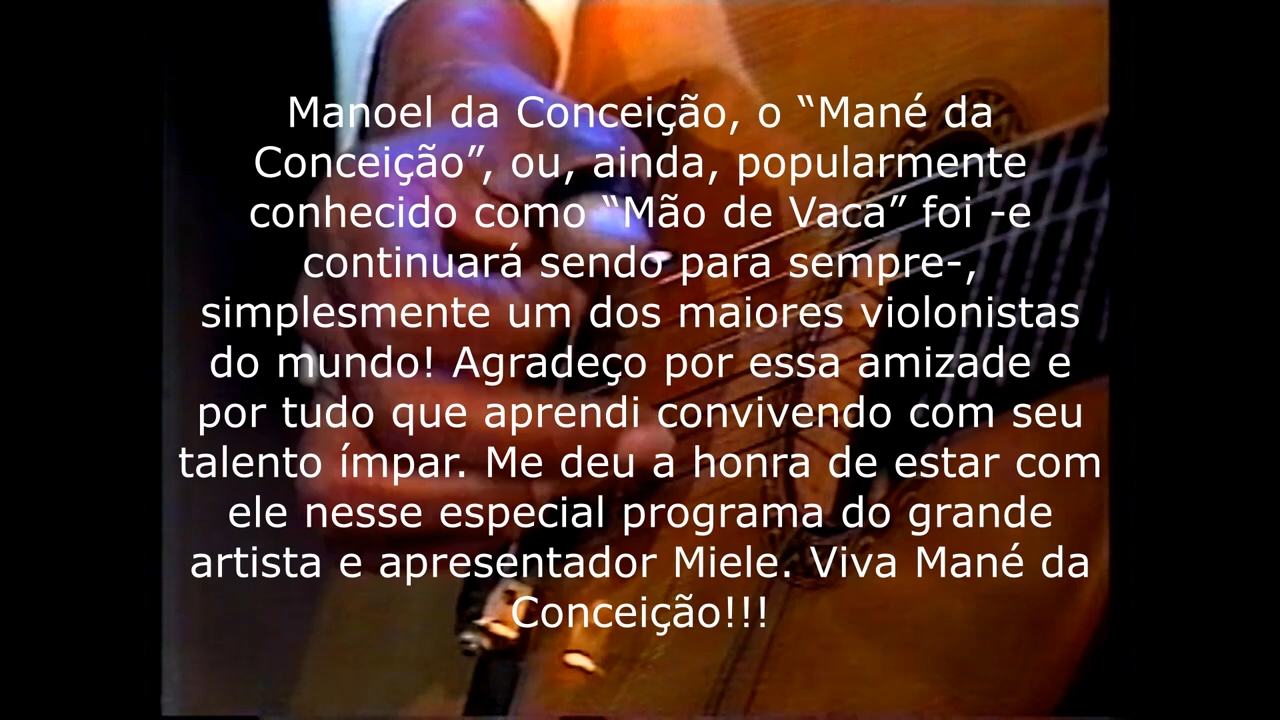 Manoel da Conceição, o “Mané da
Conceição”, ou, ainda, popularmente
conhecido como “Mão de Vaca” foi -e
continuará sendo para sempre-,
simplesmente um dos maiores violonistas
do mundo! Agradeço por essa amizade e
por tudo que aprendi convivendo com seu
talento ímpar. Me deu a honra de estar com
ele nesse especial programa do grande
artista e apresentador Miele. Viva Mané da
Conceição!!!